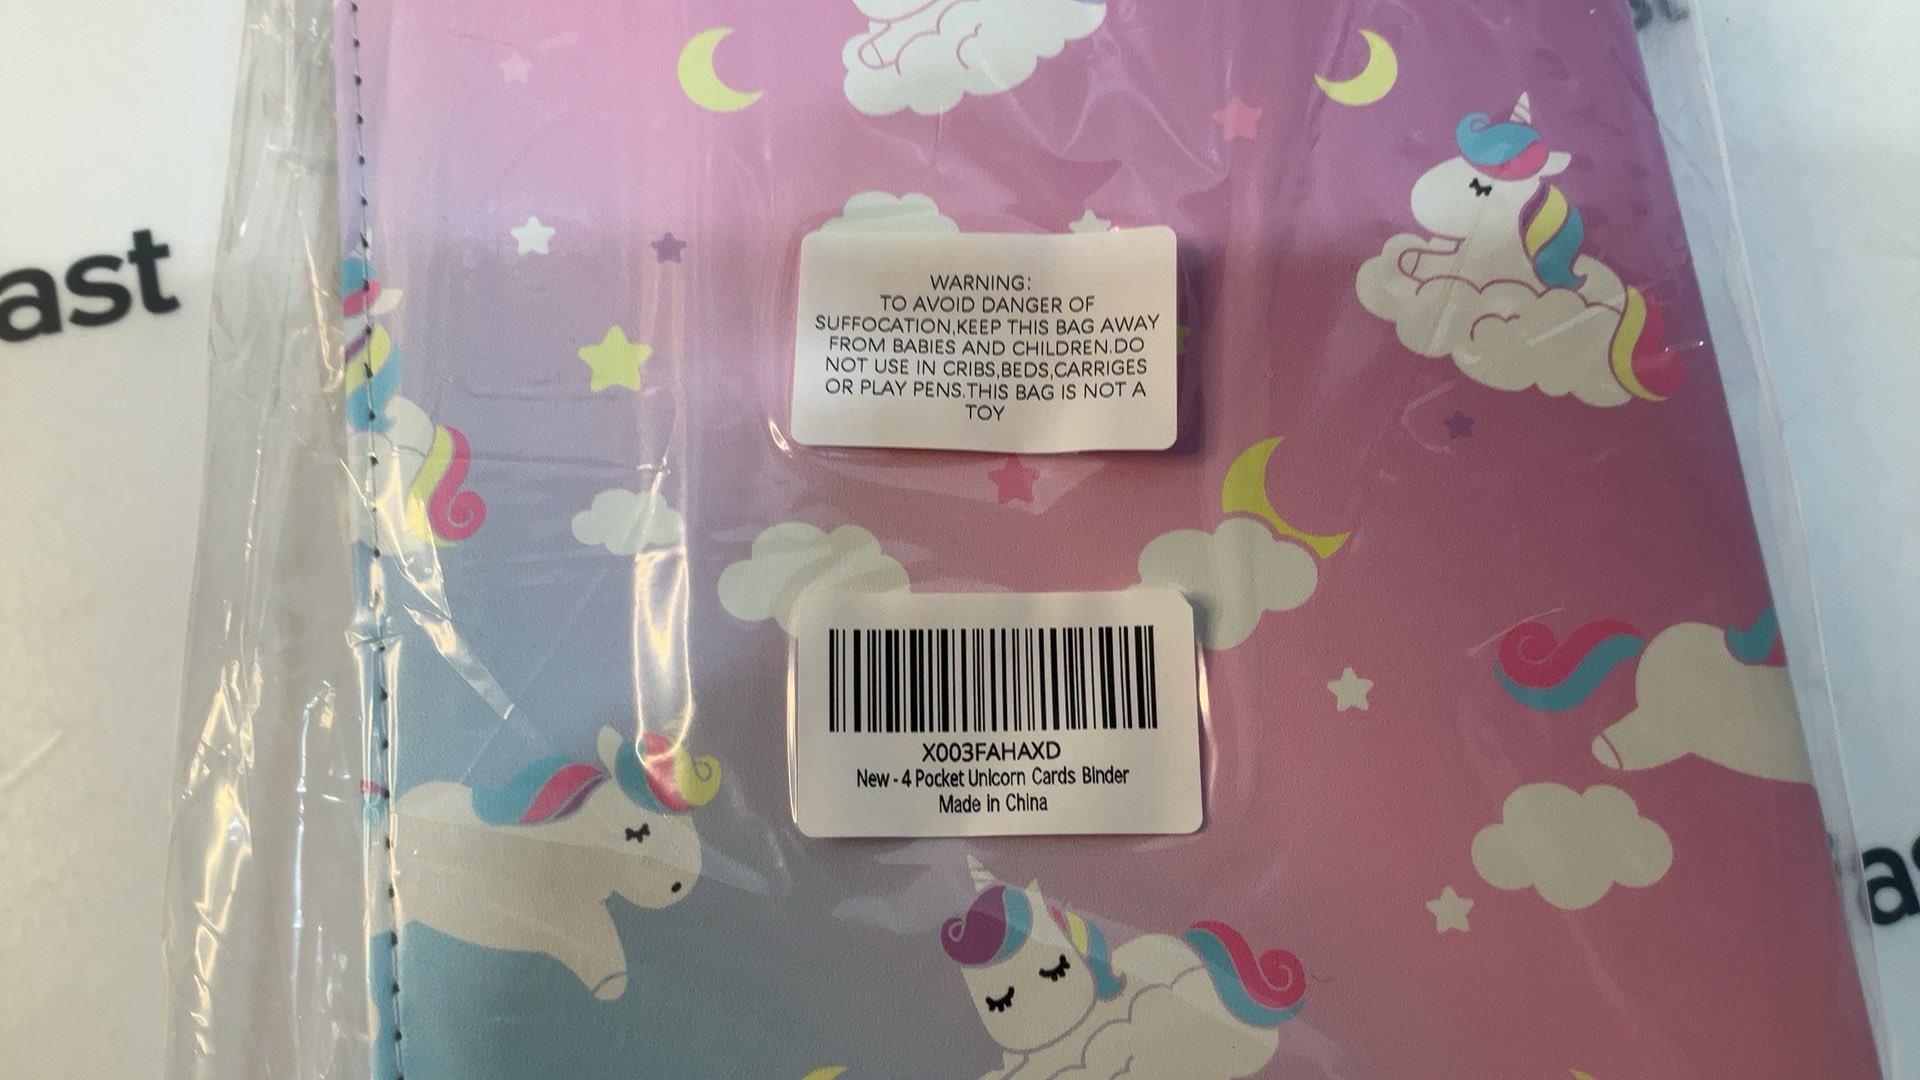 ast
WARNING:
TO AVOID DANGER OF
SUFFOCATION,KEEP THIS BAG AWAY
FROM BABIES AND CHILDREN.DO
NOT USE IN CRIBS,BEDS,CARRIGES
OR PLAY PENS.THIS BAG IS NOT A
TOY
X003FAHAXD
New - 4 Pocket Unicorn Cards Binder
Made in China